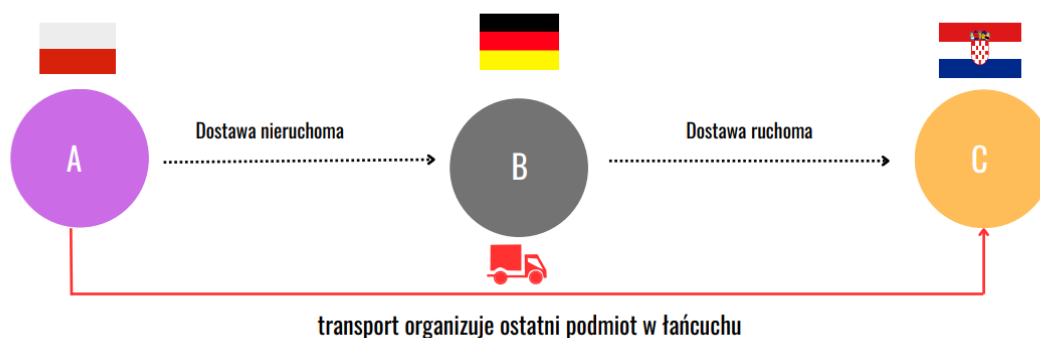 Dostawa nieruchoma
Dostawa ruchoma
A
B
C
transport organizuje ostatni podmiot w łańcuchu